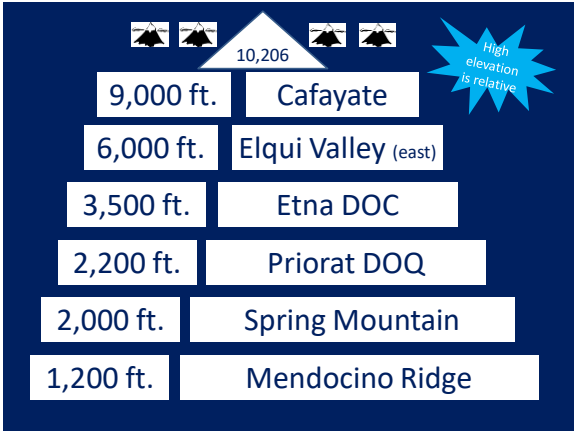 10,206
High
elevation
is relative
9,000 ft. Cafayate
6,000 ft. Elqui Valley (east)
3,500 ft. Etna DOC
2,200 ft. Priorat DOQ
2,000 ft. Spring Mountain
1,200 ft. Mendocino Ridge